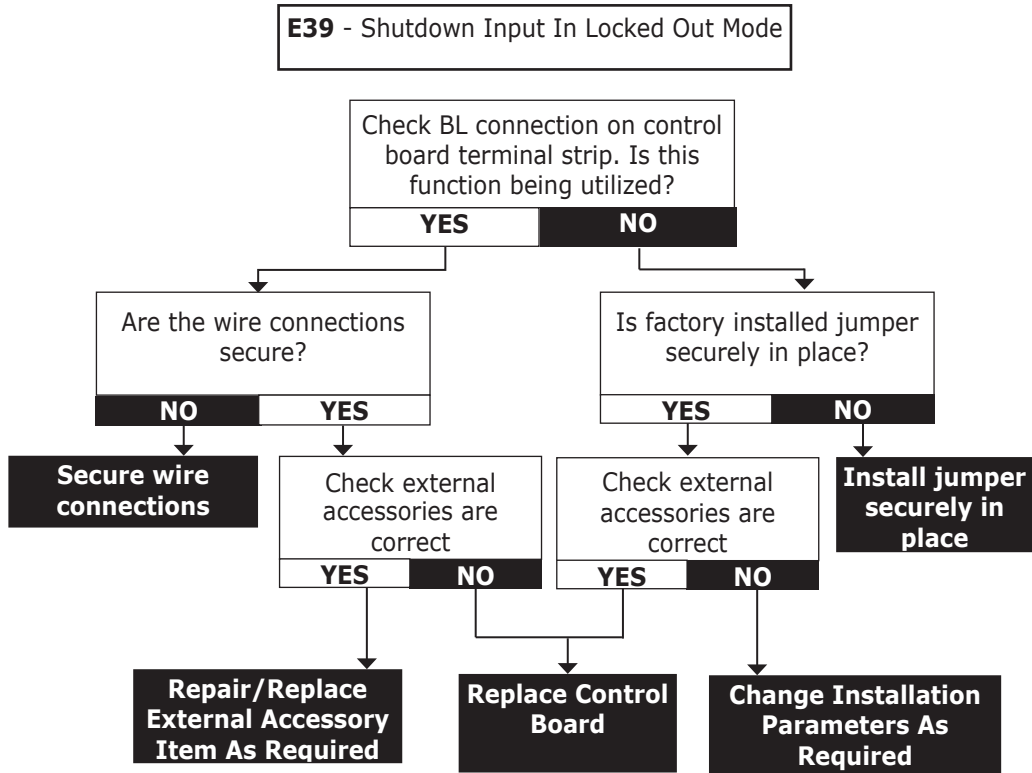 E39 - Shutdown Input In Locked Out Mode
Check BL connection on control
board terminal strip. Is this
function being utilized?
YES
NO
Are the wire connections
secure?
NO
YES
Is factory installed jumper
securely in place?
YES
NO
Secure wire
connections
Check external
accessories are
correct
YES
NO
Check external
accessories are
correct
YES
NO
Install jumper
securely in
place
Repair/Replace
External Accessory
Item As Required
Replace Control
Board
Change Installation
Parameters As
Required